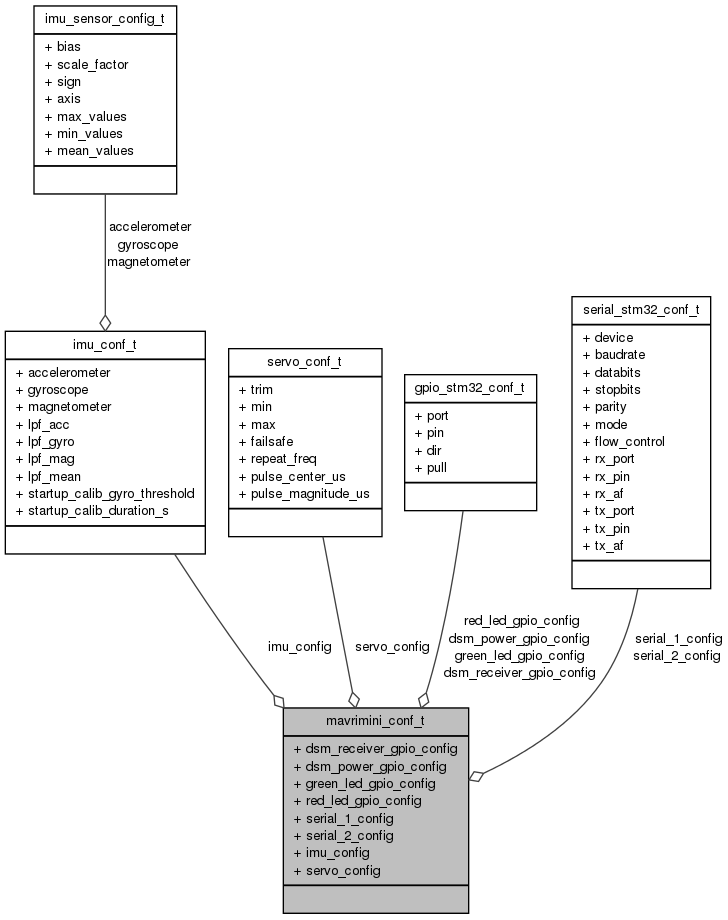 imu_sensor_config_t
+ bias
+ scale_factor
+ sign
+ axis
+ max_values
+ min_values
+ mean_values
accelerometer
gyroscope
magnetometer
imu_conf_t
+ accelerometer
+ gyroscope
+ magnetometer
+ lpf_acc
+ lpf_gyro
+ lpf_mag
+ lpf_mean
+ startup_calib_gyro_threshold
+ startup_calib_duration_s
servo_conf_t
+ trim
+ min
+ max
+ failsafe
+ repeat_freq
+ pulse_center_us
+ pulse_magnitude_us
gpio_stm32_conf_t
+ port
+ pin
+ dir
+ pull
serial_stm32_conf_t
+ device
+ baudrate
+ databits
+ stopbits
+ parity
+ mode
+ flow_control
+ rx_port
+ rx_pin
+ rx_af
+ tx_port
+ tx_pin
+ tx_af
imu_config
servo_config
red_led_gpio_config
dsm_power_gpio_config
green_led_gpio_config
dsm_receiver_gpio_config
serial_1_config
serial_2_config
mavrimini_conf_t
+ dsm_receiver_gpio_config
+ dsm_power_gpio_config
+ green_led_gpio_config
+ red_led_gpio_config
+ serial_1_config
+ serial_2_config
+ imu_config
+ servo_config